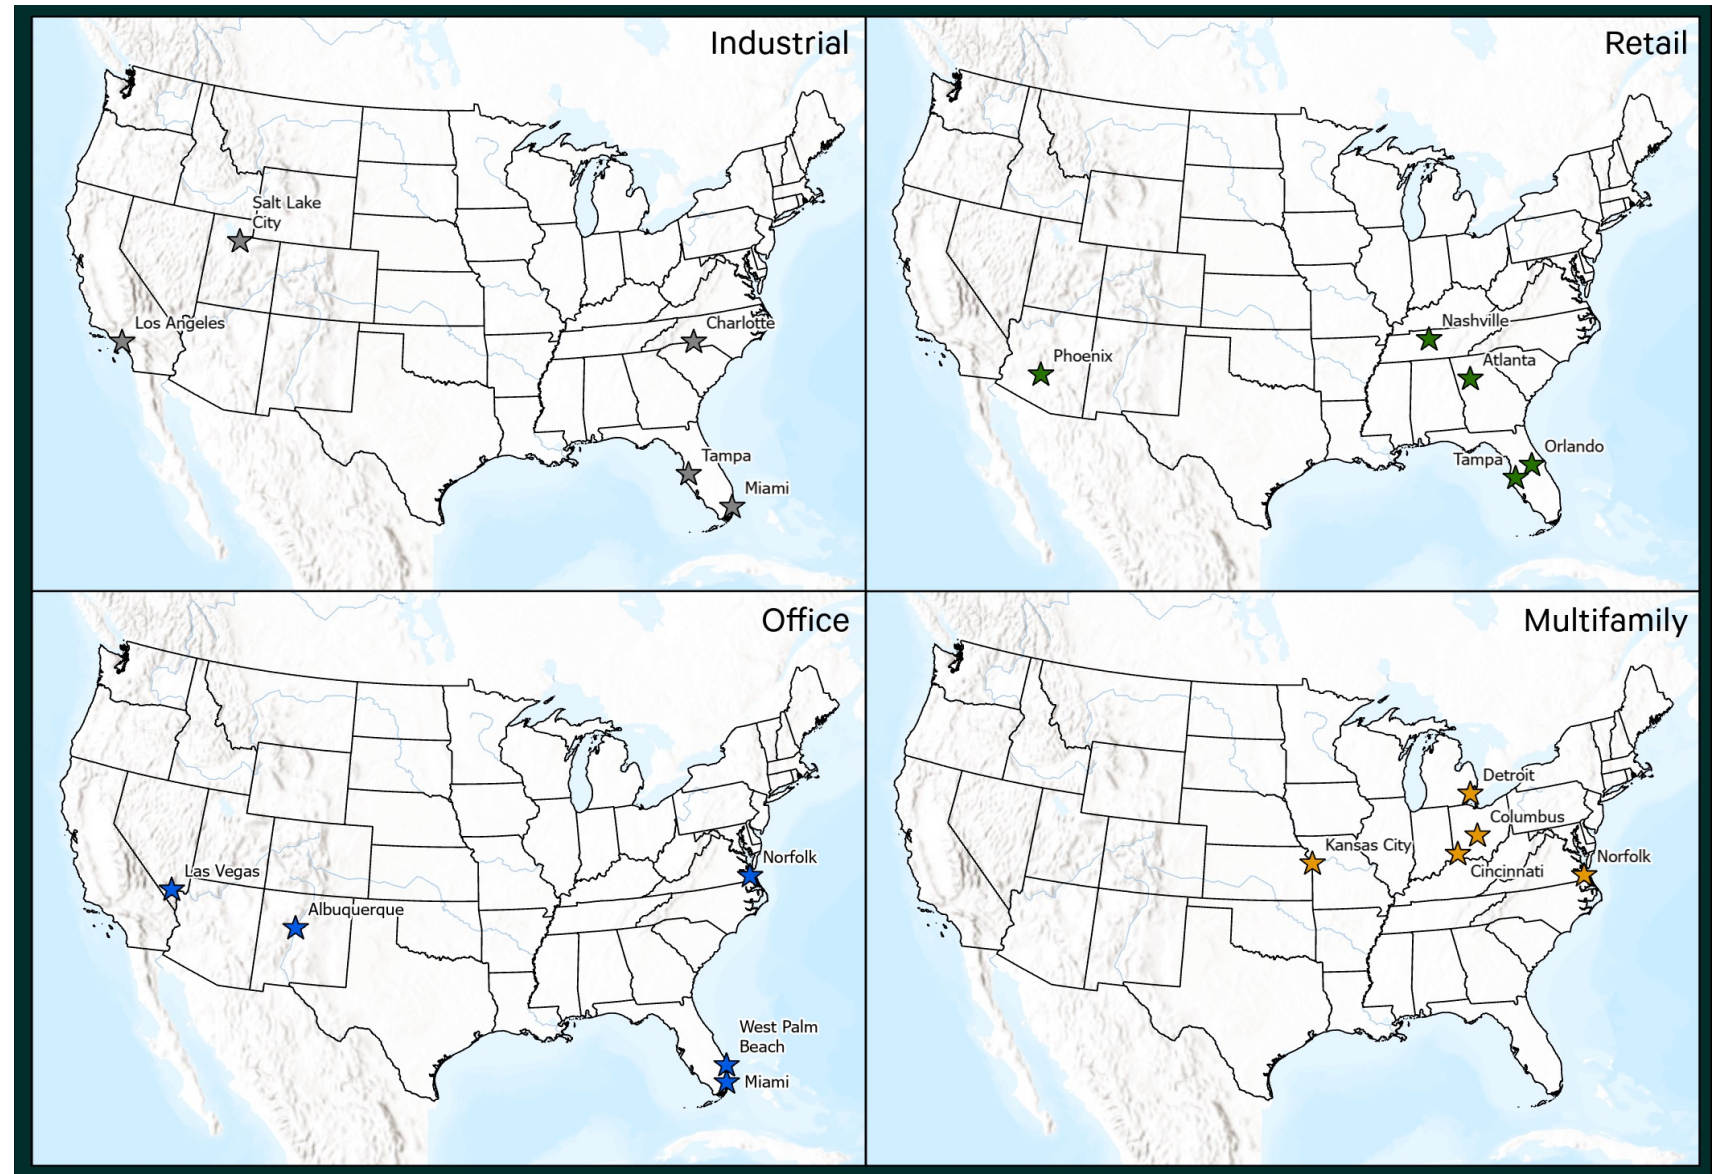 Industrial
Salt Lake
City
Los Angeles
Charlotte
Tampa
Miami
Retail
Nashville
Phoenix
Atlanta
Orlando
Tampa
Office
Norfolk
Las Vegas
Albuquerque
West Palm
Beach
Miami
Multifamily
Detroit
Columbus
Kansas City
Norfolk
Cincinnati